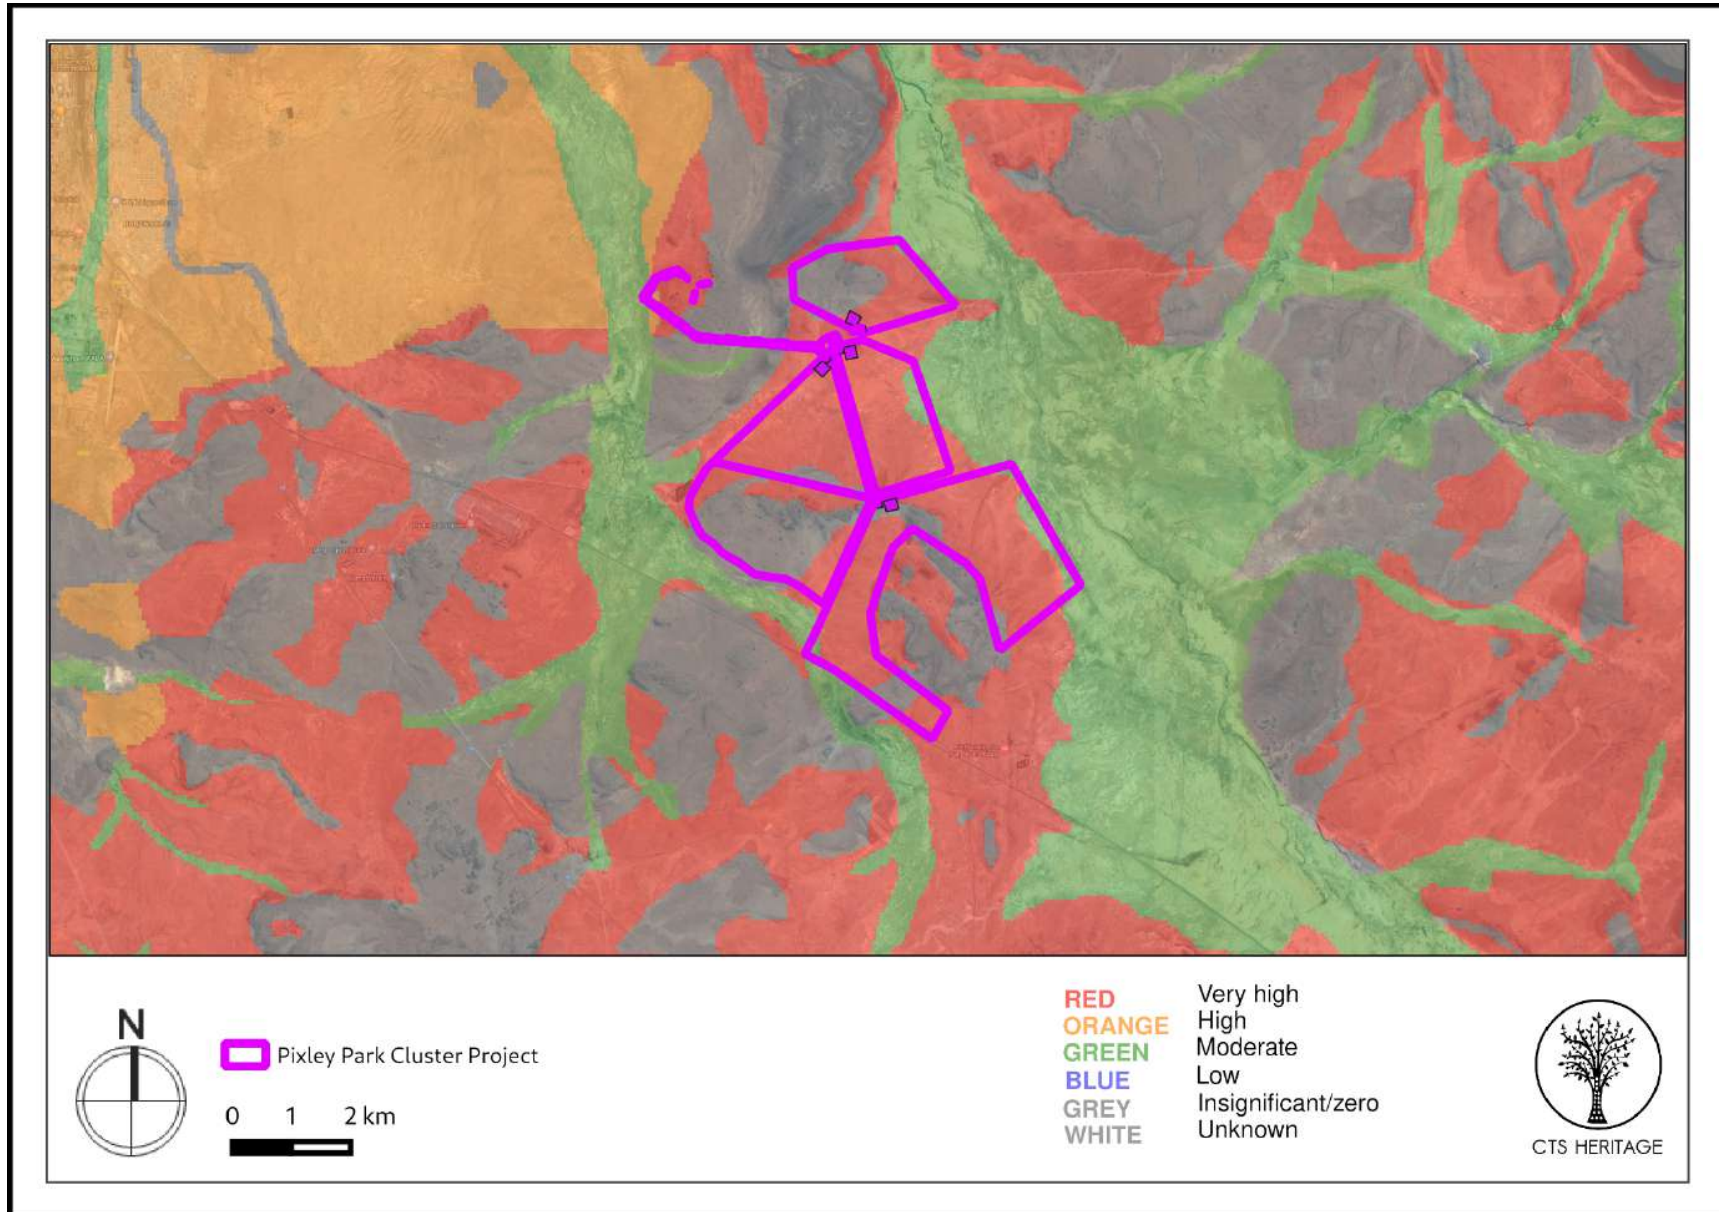 N
Pixley Park Cluster Project
0 1 2 km
RED Very high
ORANGE High
GREEN Moderate
BLUE Low
GREY Insignificant/zero
WHITE Unknown
CTS HERITAGE